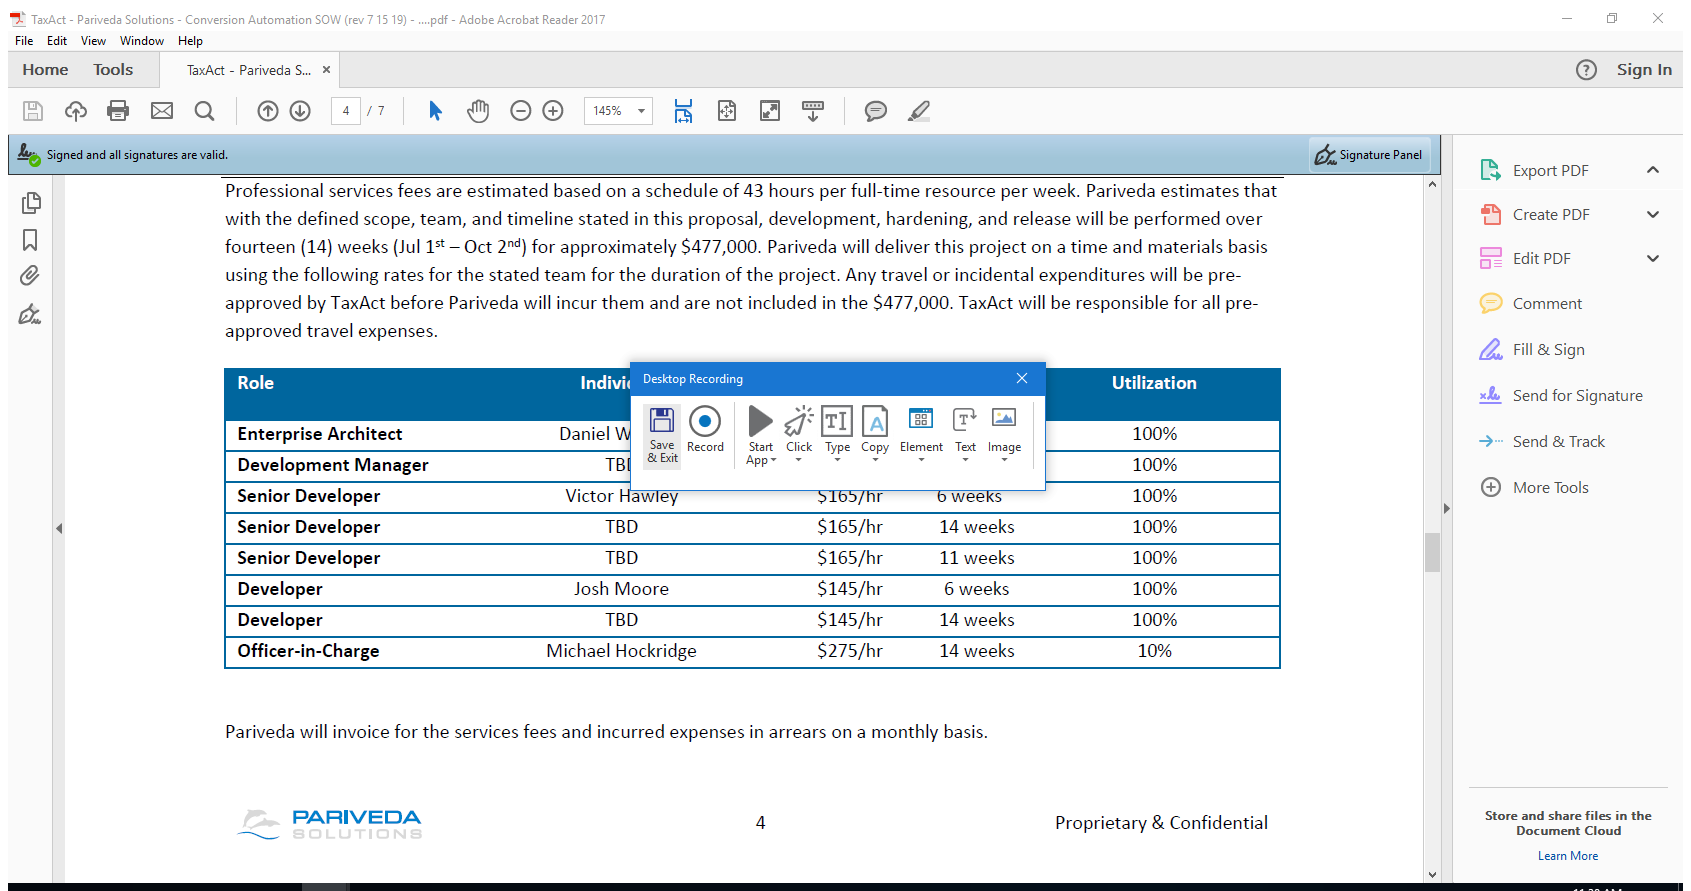 TaxAct - Pariveda Solutions - Conversion Automation SOW (rev 7 15 19) - ....pdf - Adobe Acrobat Reader 2017
File Edit View Window Help
Home Tools TaxAct - Pariveda S... × Sign In
4 / 7 145%
Signed and all signatures are valid. Signature Panel
Professional services fees are estimated based on a schedule of 43 hours per full-time resource per week. Pariveda estimates that
with the defined scope, team, and timeline stated in this proposal, development, hardening, and release will be performed over
fourteen (14) weeks (Jul 1st – Oct 2nd) for approximately $477,000. Pariveda will deliver this project on a time and materials basis
using the following rates for the stated team for the duration of the project. Any travel or incidental expenditures will be pre-
approved by TaxAct before Pariveda will incur them and are not included in the $477,000. TaxAct will be responsible for all pre-
approved travel expenses.
Role Indivi Utilization
Enterprise Architect Daniel W 100%
Development Manager TB 100%
Senior Developer Victor Hawley $165/hr 6 weeks 100%
Senior Developer TBD $165/hr 14 weeks 100%
Senior Developer TBD $165/hr 11 weeks 100%
Developer Josh Moore $145/hr 6 weeks 100%
Developer TBD $145/hr 14 weeks 100%
Officer-in-Charge Michael Hockridge $275/hr 14 weeks 10%
Desktop Recording
Save & Exit
Record
Start App
Click
Type
Copy
Element
Text
Image
Pariveda will invoice for the services fees and incurred expenses in arrears on a monthly basis.
PARIVEDA
SOLUTIONS
4
Proprietary & Confidential
Export PDF
Create PDF
Edit PDF
Comment
Fill & Sign
Send for Signature
Send & Track
More Tools
Store and share files in the
Document Cloud
Learn More